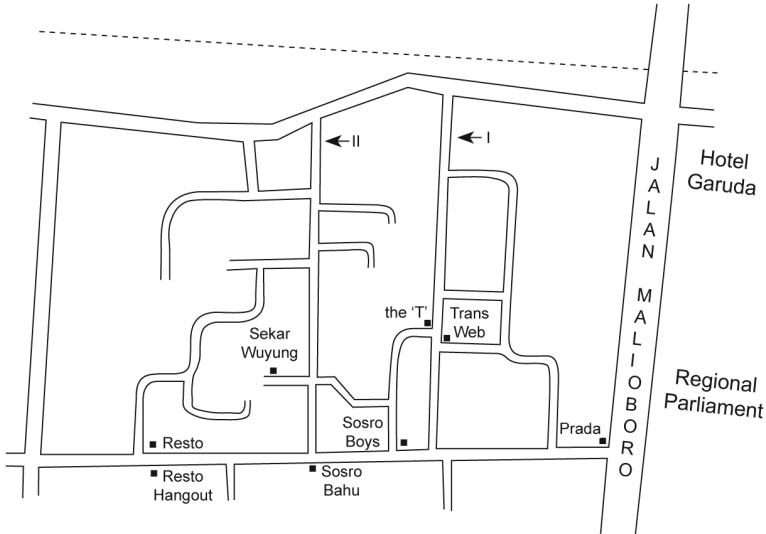 II
I
Hotel
Garuda
JALAN MALIOBORO
the ‘T’
Trans
Web
Sekar
Wuyung
Regional
Parliament
Sosro
Boys
Prada
Resto
Resto
Hangout
Sosro
Bahu